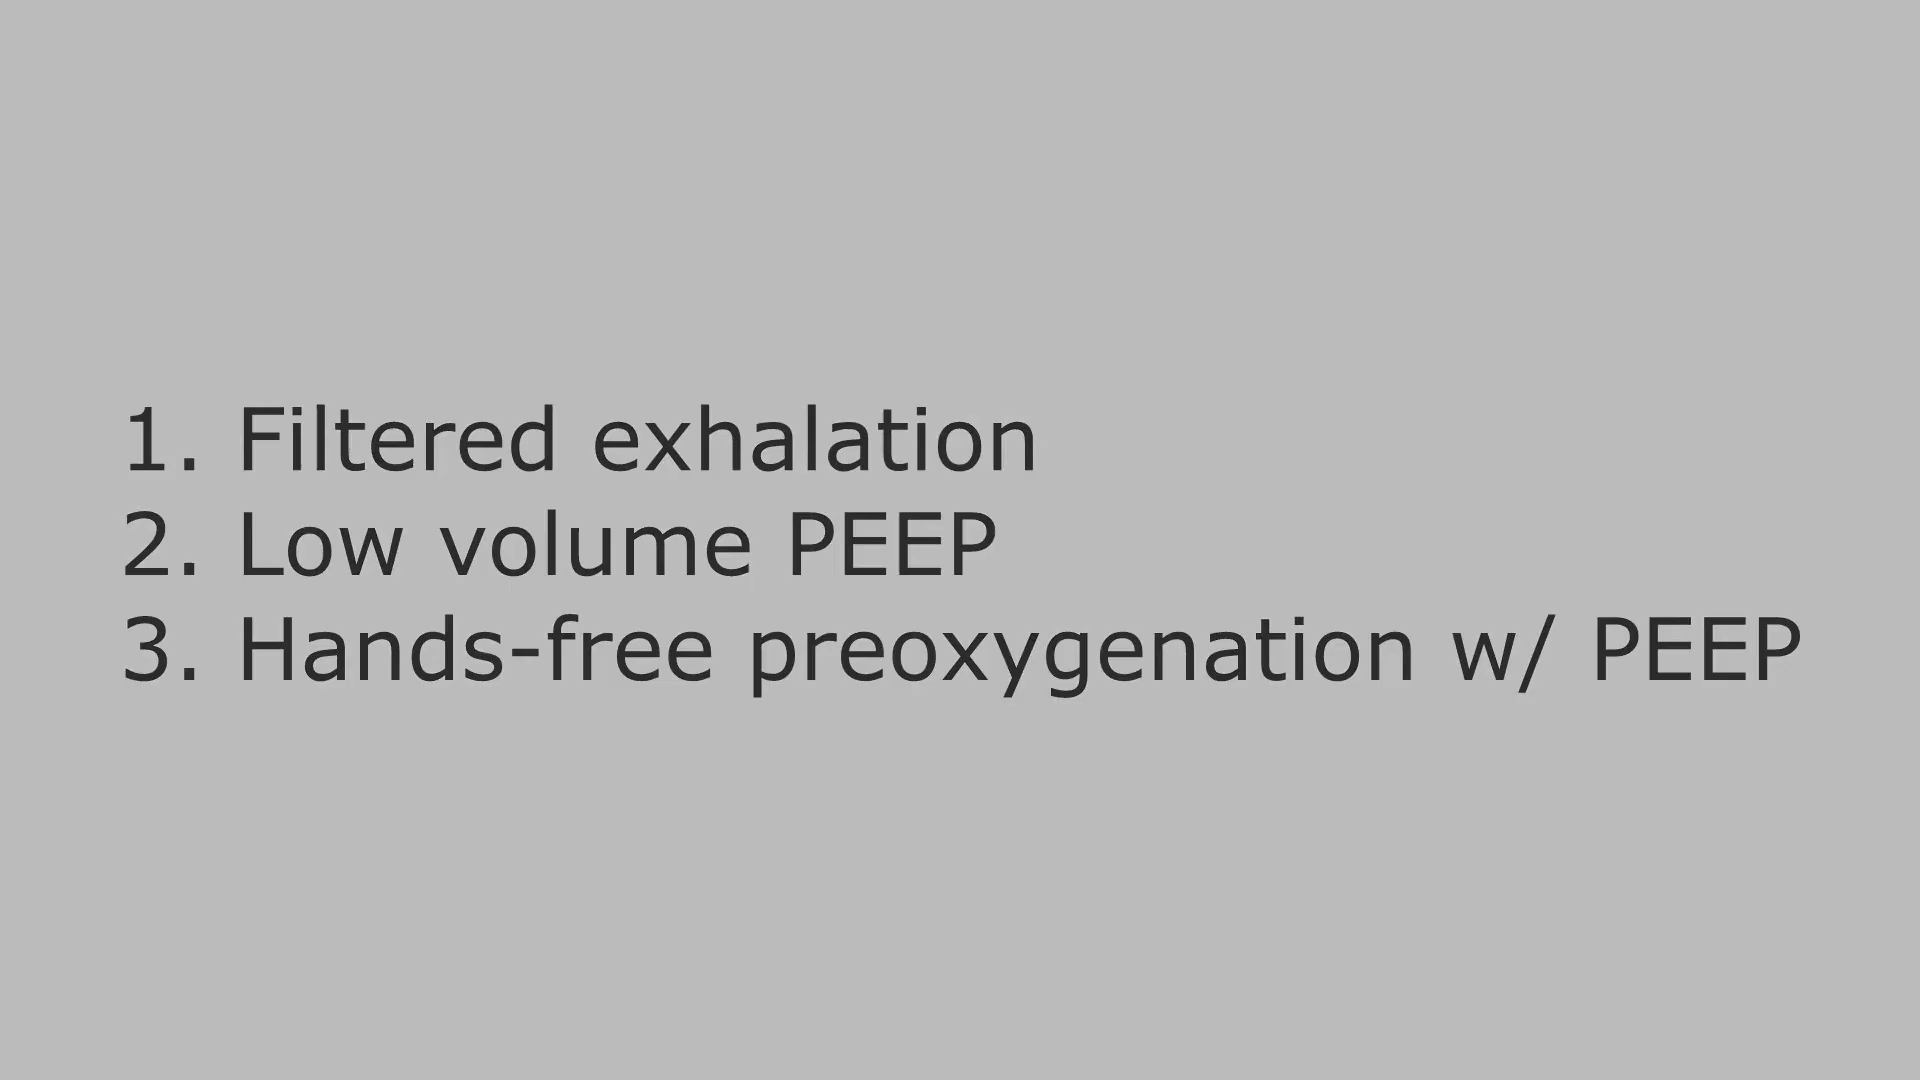 1. Filtered exhalation
2. Low volume PEEP
3. Hands-free preoxygenation w/ PEEP